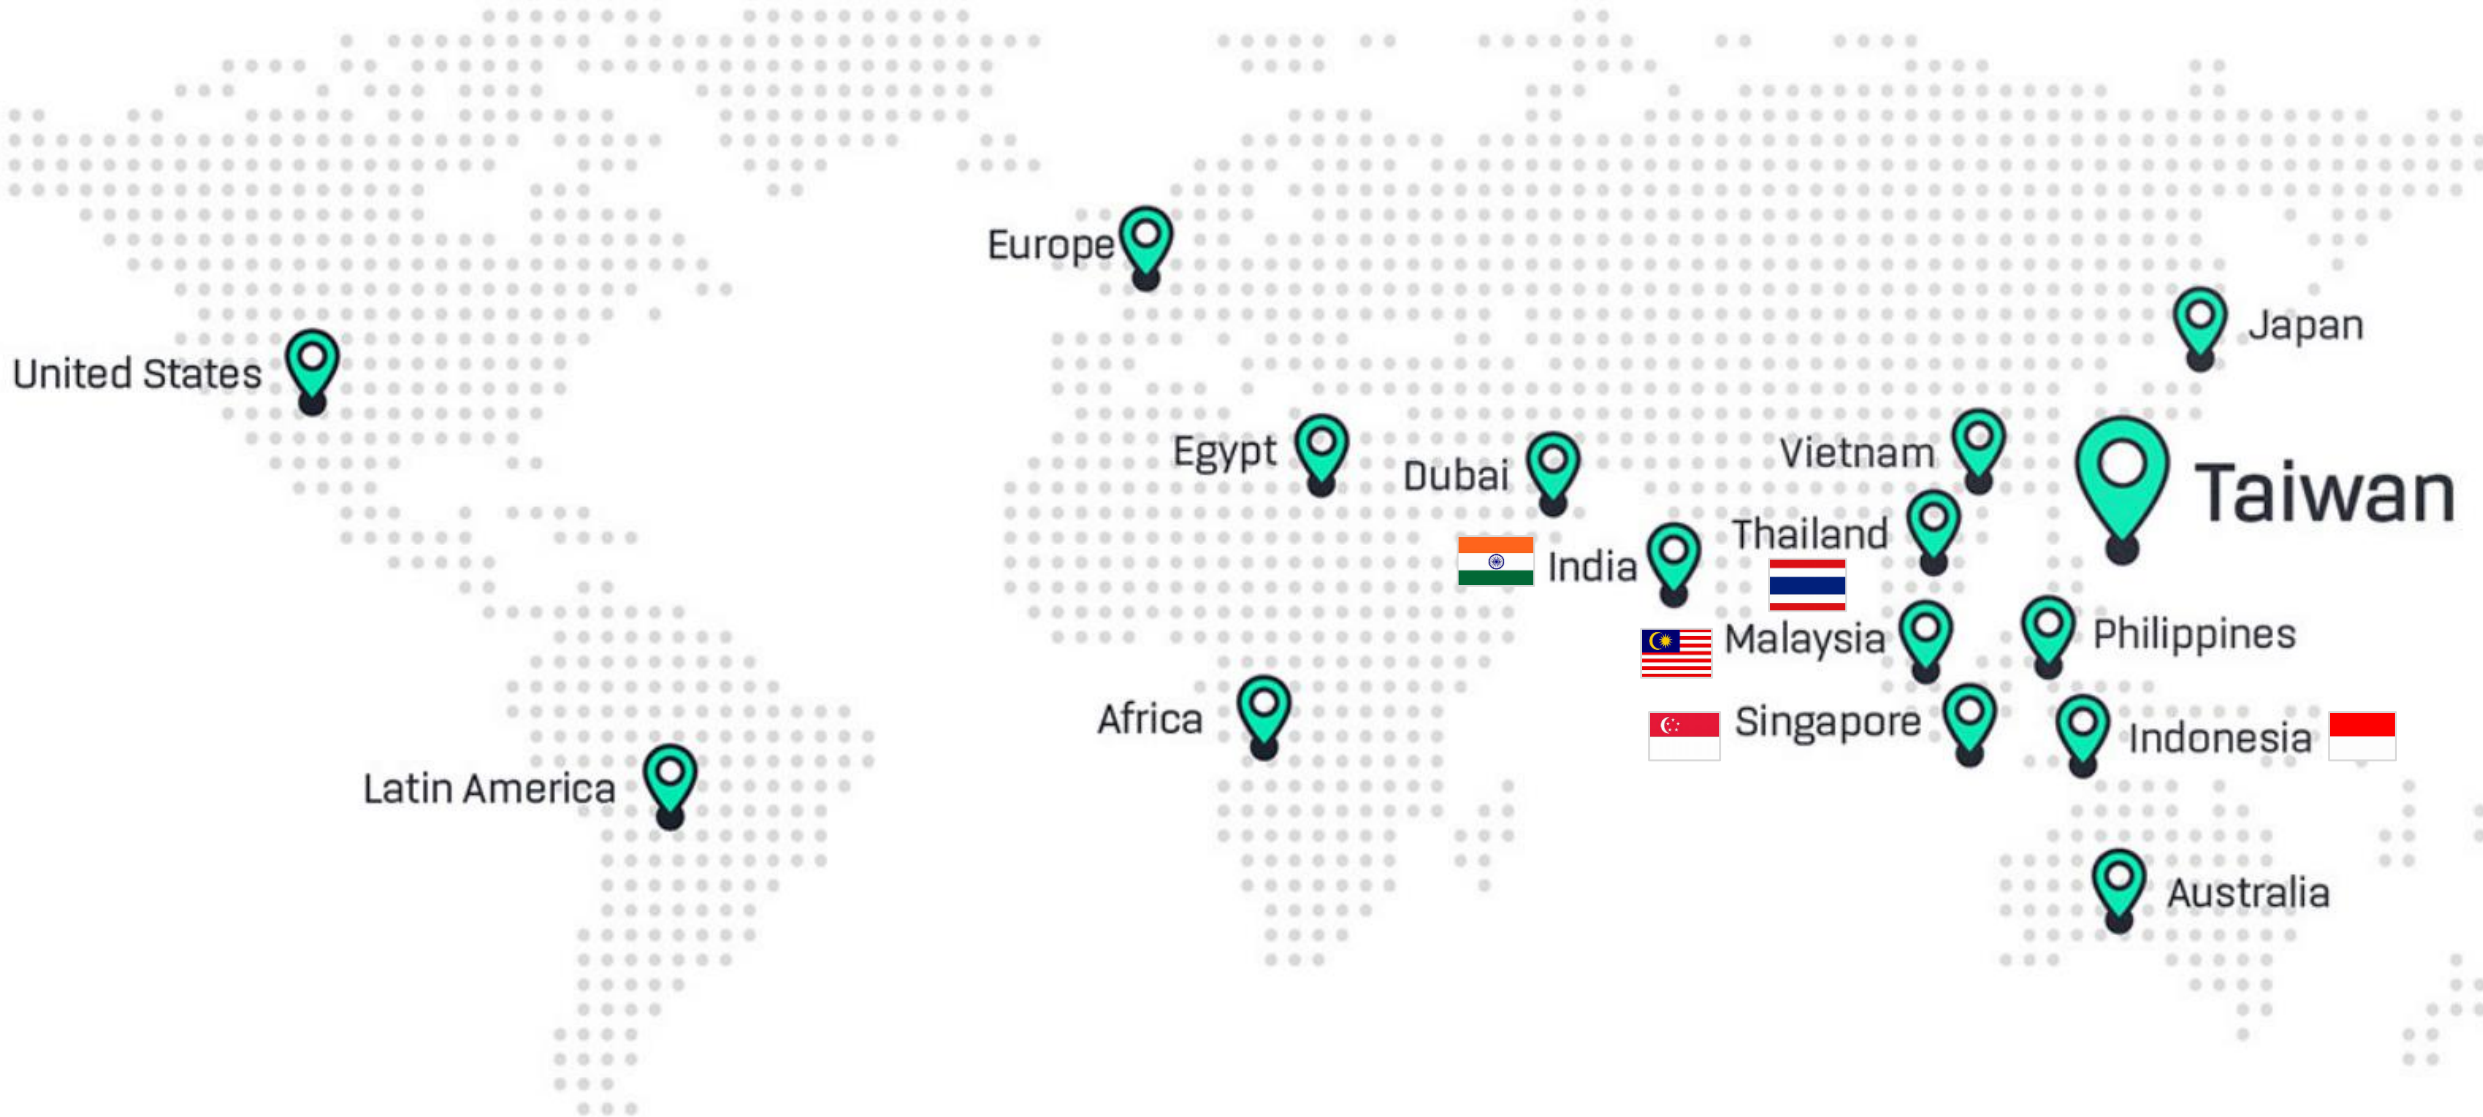 Europe
Japan
United States
Egypt
Dubai
Vietnam
Taiwan
India
Thailand
Malaysia
Philippines
Africa
Singapore
Indonesia
Latin America
Australia